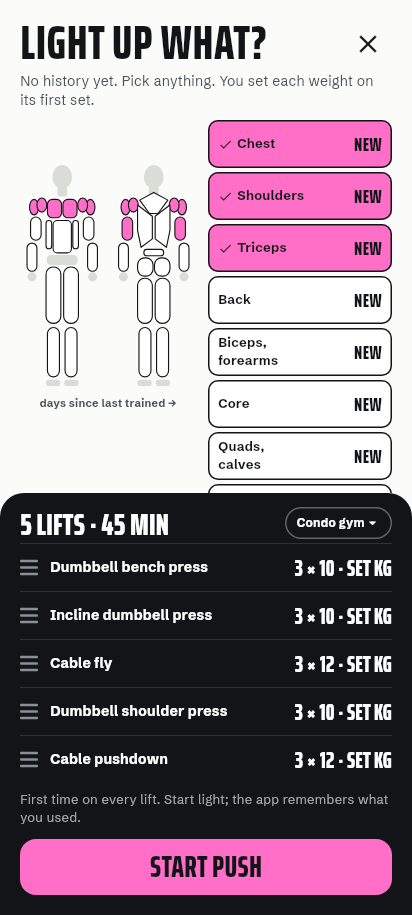 LIGHT UP WHAT?
No history yet. Pick anything. You set each weight on
its first set.
Chest NEW
Shoulders NEW
Triceps NEW
Back NEW
Biceps,
forearms NEW
Core NEW
Quads,
calves NEW
days since last trained →
5 LIFTS · 45 MIN
Condo gym
Dumbbell bench press 3 × 10 · SET KG
Incline dumbbell press 3 × 10 · SET KG
Cable fly 3 × 12 · SET KG
Dumbbell shoulder press 3 × 10 · SET KG
Cable pushdown 3 × 12 · SET KG
First time on every lift. Start light; the app remembers what
you used.
START PUSH